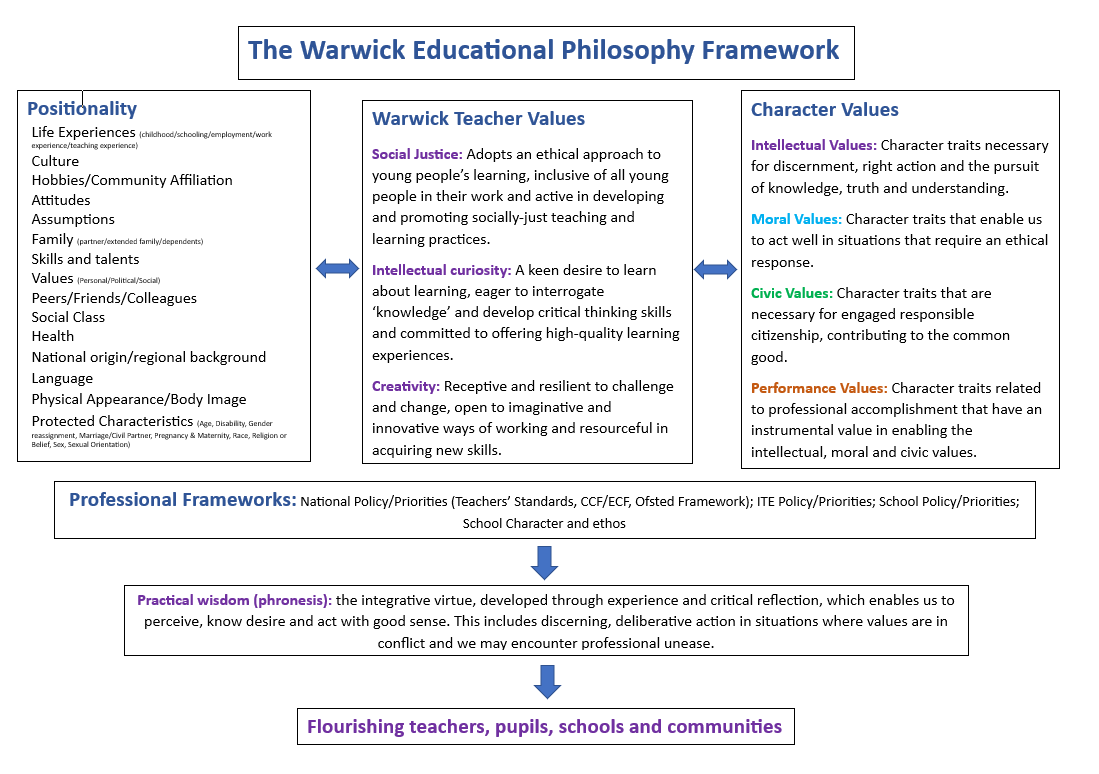 The Warwick Educational Philosophy Framework
Positionality
Life Experiences (childhood/schooling/employment/work
experience/teaching experience)
Culture
Hobbies/Community Affiliation
Attitudes
Assumptions
Family (partner/extended family/dependents)
Skills and talents
Values (Personal/Political/Social)
Peers/Friends/Colleagues
Social Class
Health
National origin/regional background
Language
Physical Appearance/Body Image
Protected Characteristics (Age, Disability, Gender
reassignment, Marriage/Civil Partner, Pregnancy & Maternity, Race, Religion or
Belief, Sex, Sexual Orientation)
Warwick Teacher Values
Social Justice: Adopts an ethical approach to
young people's learning, inclusive of all young
people in their work and active in developing
and promoting socially-just teaching and
learning practices.
Intellectual curiosity: A keen desire to learn
about learning, eager to interrogate
‘knowledge’ and develop critical thinking skills
and committed to offering high-quality learning
experiences.
Creativity: Receptive and resilient to challenge
and change, open to imaginative and
innovative ways of working and resourceful in
acquiring new skills.
Character Values
Intellectual Values: Character traits necessary
for discernment, right action and the pursuit
of knowledge, truth and understanding.
Moral Values: Character traits that enable us
to act well in situations that require an ethical
response.
Civic Values: Character traits that are
necessary for engaged responsible
citizenship, contributing to the common
good.
Performance Values: Character traits related
to professional accomplishment that have an
instrumental value in enabling the
intellectual, moral and civic values.
Professional Frameworks: National Policy/Priorities (Teachers’ Standards, CCF/ECF, Ofsted Framework); ITE Policy/Priorities; School Policy/Priorities;
School Character and ethos
Practical wisdom (phronesis): the integrative virtue, developed through experience and critical reflection, which enables us to
perceive, know desire and act with good sense. This includes discerning, deliberative action in situations where values are in
conflict and we may encounter professional unease.
Flourishing teachers, pupils, schools and communities